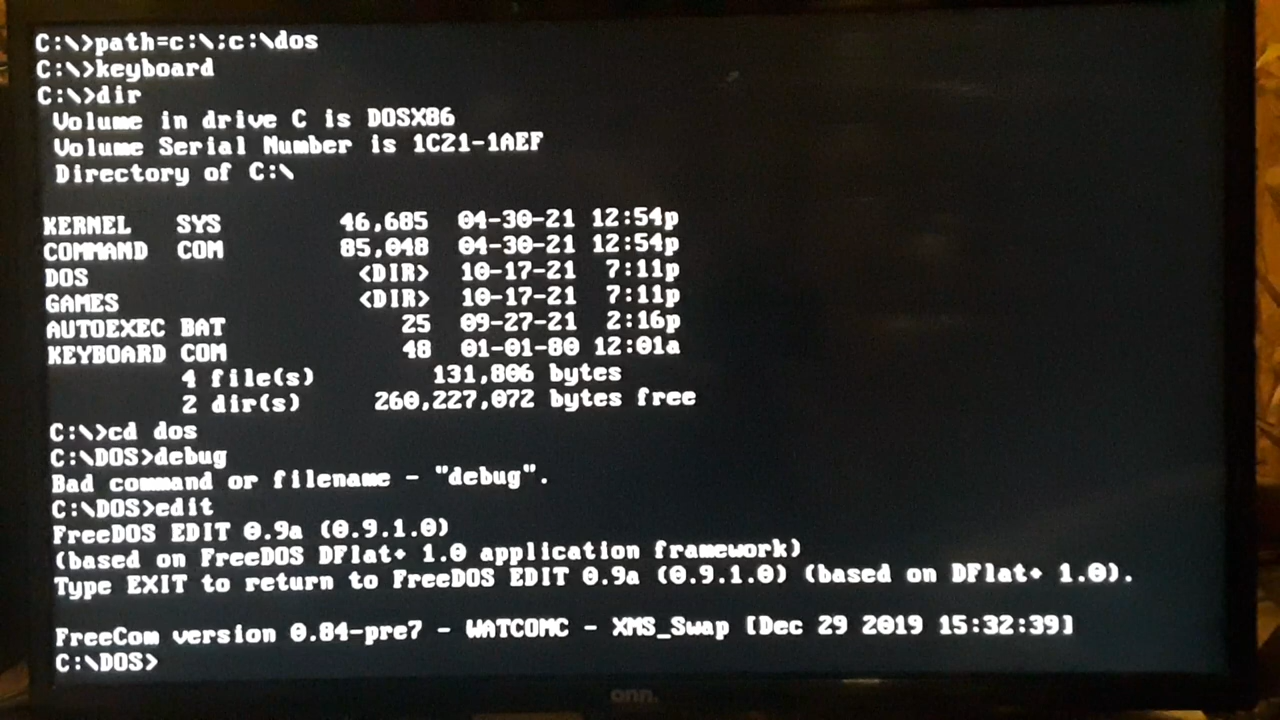 C:\>path=c:\;c:\dos
C:\>keyboard
C:\>dir
Volume in drive C is DOSX86
Volume Serial Number is 1C21-1AEF
Directory of C:\
KERNEL SYS 46,685 04-30-21 12:54p
COMMAND COM 85,048 04-30-21 12:54p
DOS <DIR> 10-17-21 7:11p
GAMES <DIR> 10-17-21 7:11p
AUTOEXEC BAT 25 09-27-21 2:16p
KEYBOARD COM 48 01-01-80 12:01a
4 file(s) 131,806 bytes
2 dir(s) 260,227,072 bytes free
C:\>cd dos
C:\DOS>debug
Bad command or filename - "debug".
C:\DOS>edit
FreeDOS EDIT 0.9a (0.9.1.0)
(based on FreeDOS DFlat+ 1.0 application framework)
Type EXIT to return to FreeDOS EDIT 0.9a (0.9.1.0) (based on DFlat+ 1.0).
FreeCom version 0.84-pre7 - WATCOMC - XMS_Swap [Dec 29 2019 15:32:39]
C:\DOS>
onn.